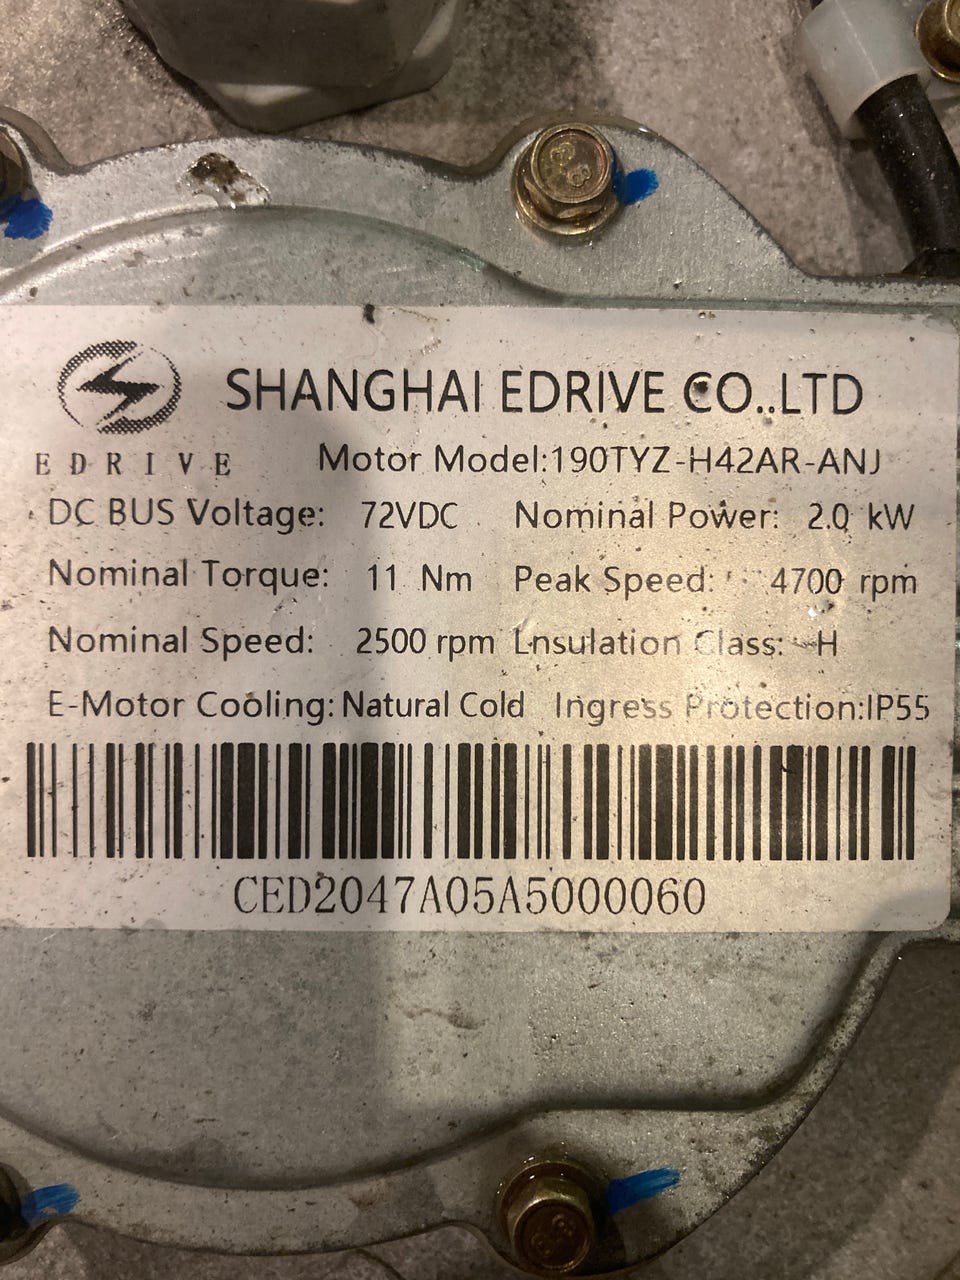 SHANGHAI EDRIVE CO..LTD
EDRIVE
Motor Model:190TYZ-H42AR-ANJ
DC BUS Voltage: 72VDC Nominal Power: 2.0 kW
Nominal Torque: 11 Nm Peak Speed: 4700 rpm
Nominal Speed: 2500 rpm Lnsulation Class: H
E-Motor Cooling: Natural Cold Ingress Protection:IP55
CED2047A05A5000060